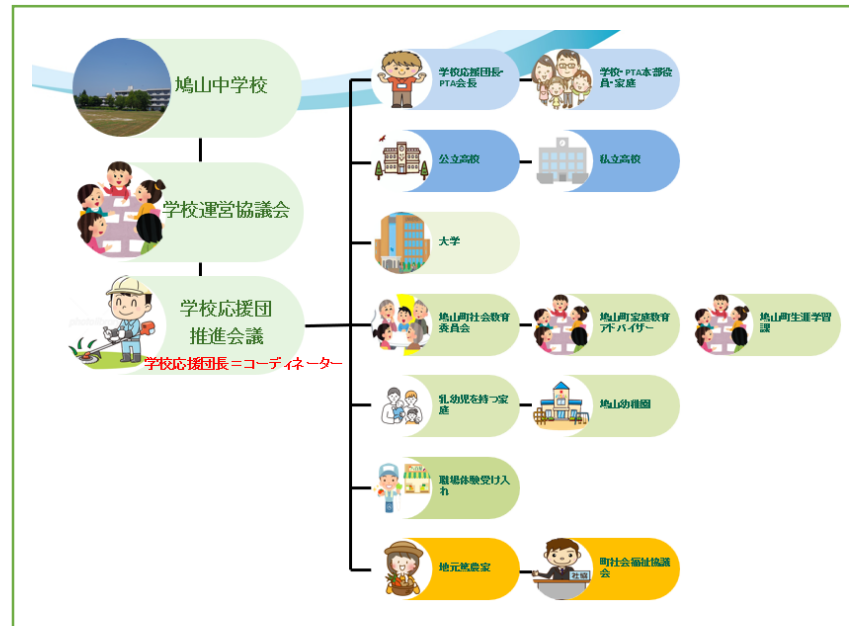 鳩山中学校
学校運営協議会
学校応援団
推進会議
学校応援団長＝コーディネーター
学校応援団長・
PTA会長
学校・PTA本部役
員・家庭
公立高校
私立高校
大学
鳩山町社会教育
委員会
鳩山町家庭教育
アドバイザー
鳩山町生涯学習
課
乳幼児を持つ家
庭
鳩山幼稚園
職場体験受け入
れ
地元篤農家
町社会福祉協議
会
社協